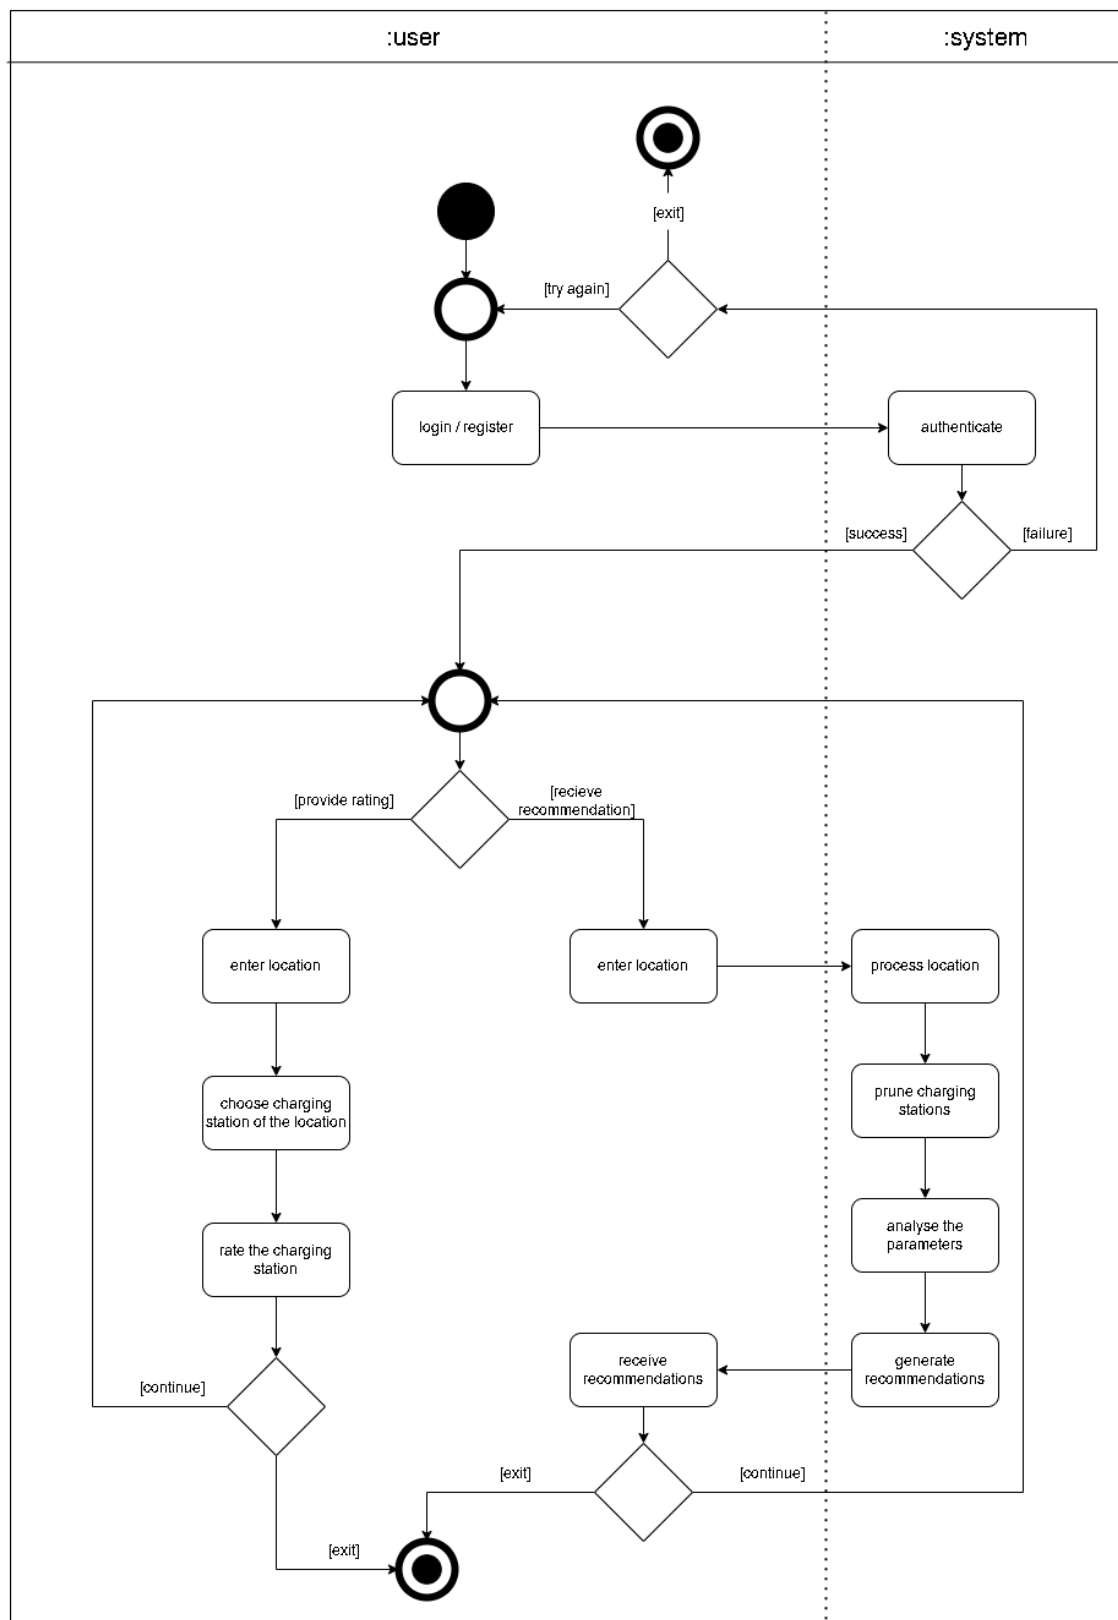 :user
:system
[exit]
[try again]
login / register
authenticate
[success]
[failure]
[provide rating]
[recieve
recommendation]
enter location
enter location
process location
choose charging
station of the location
prune charging
stations
rate the charging
station
analyse the
parameters
receive
recommendations
generate
recommendations
[continue]
[exit]
[continue]
[exit]